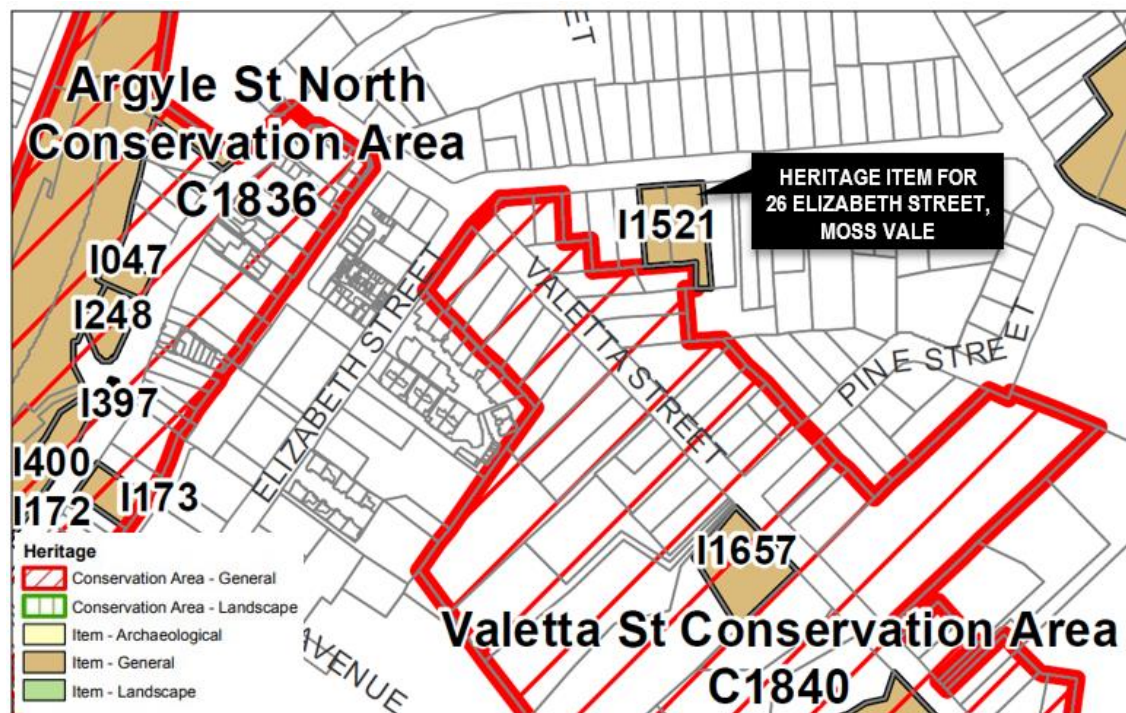 ET
Argyle St North
Conservation Area
C1836
HERITAGE ITEM FOR
26 ELIZABETH STREET,
MOSS VALE
I1521
I047
I248
I397
I400
I172
I173
ELIZABETH STREET
VALETTA STREET
PINE STREET
I1657
Valetta St Conservation Area
C1840
AVENUE
Heritage
Conservation Area - General
Conservation Area - Landscape
Item - Archaeological
Item - General
Item - Landscape